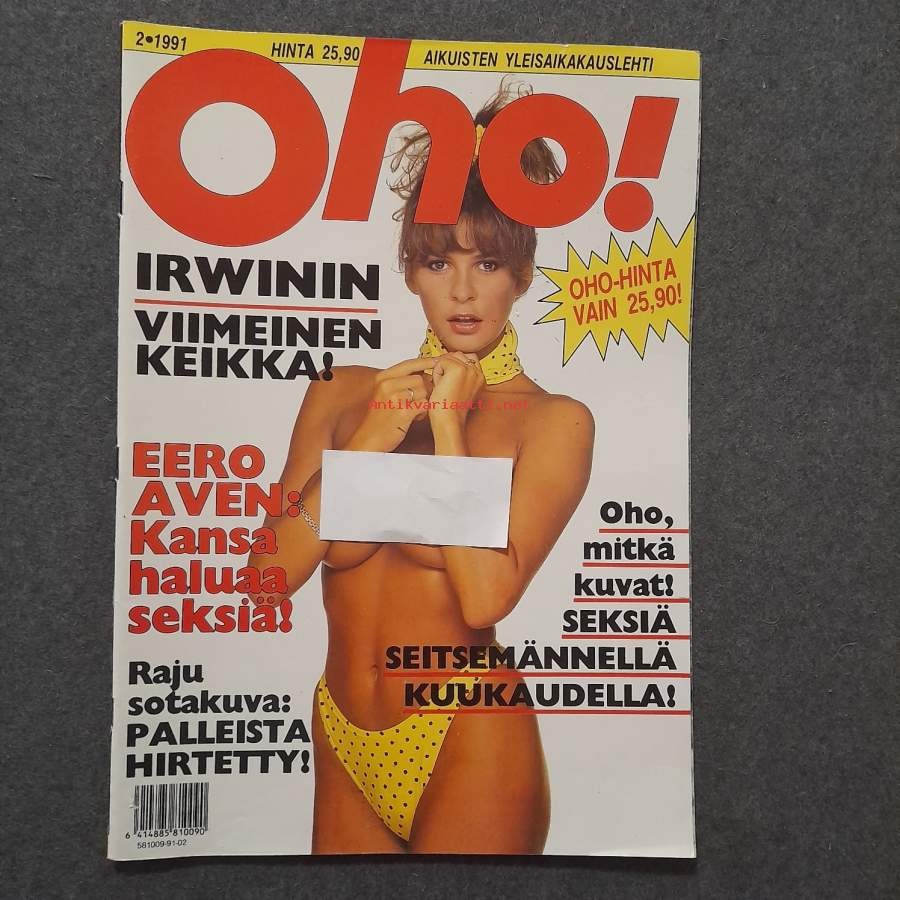 2•1991
HINTA 25,90
AIKUISTEN YLEISAIKAKAUSLEHTI
Oho!
IRWININ
VIIMEINEN
KEIKKA!
OHO-HINTA
VAIN 25,90!
Antikvariaatti.net
EERO
AVEN:
Kansa
haluaa
seksiä!
Oho,
mitkä
kuvat!
SEKSIÄ
SEITSEMÄNNELLÄ
KUUKAUDELLA!
Raju
sotakuva:
PALLEISTA
HIRTETTY!
6 414885 810090
581009-91-02